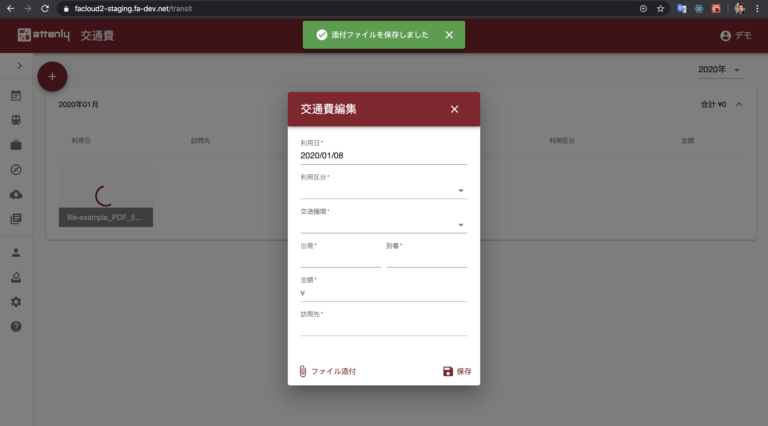 facloud2-staging.fa-dev.net/transit
attenly 交通費
添付ファイルを保存しました
デモ
2020年
2020年01月
合計 ¥0
利用日 訪問先 利用区分 金額
file-example_PDF_5...
交通費編集
利用日*
2020/01/08
利用区分*
交通機関*
出発* 到着*
金額*
¥
訪問先*
ファイル添付 保存